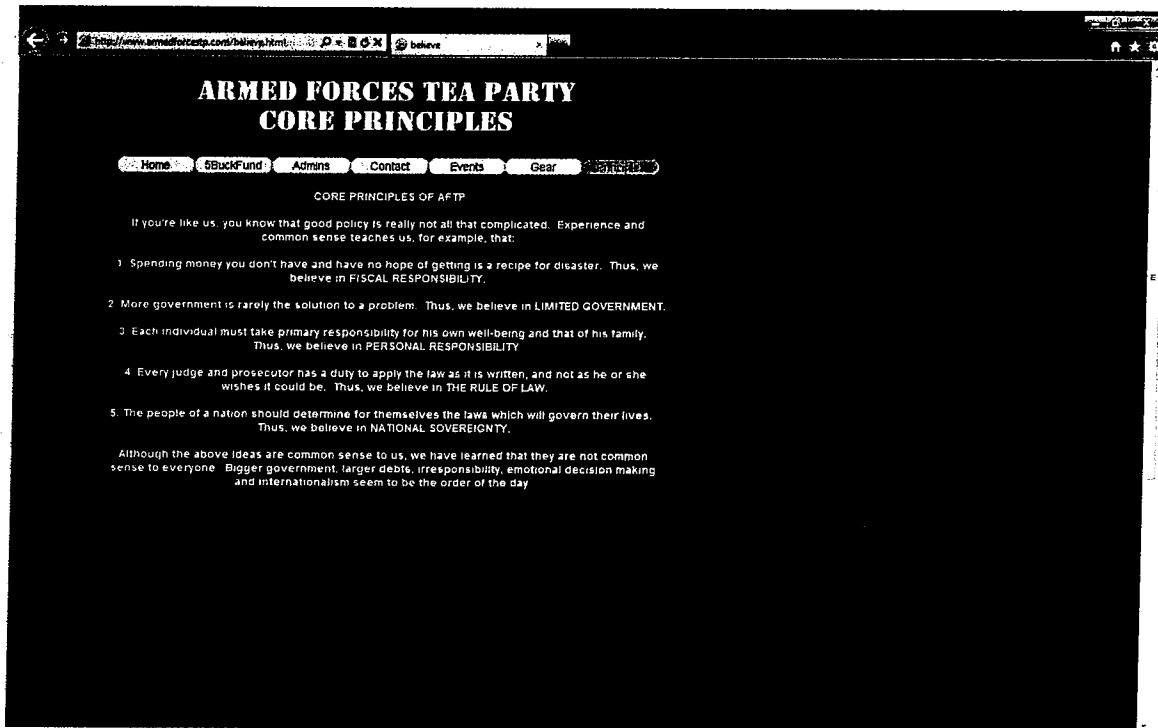 http://www.armedforcestp.com/believe.html
believe
ARMED FORCES TEA PARTY
CORE PRINCIPLES
Home 5BuckFund Admins Contact Events Gear
CORE PRINCIPLES OF AFTP
If you're like us, you know that good policy is really not all that complicated. Experience and
common sense teaches us, for example, that:
1 Spending money you don't have and have no hope of getting is a recipe for disaster. Thus, we
believe in FISCAL RESPONSIBILITY.
2 More government is rarely the solution to a problem. Thus, we believe in LIMITED GOVERNMENT.
3 Each individual must take primary responsibility for his own well-being and that of his family.
Thus, we believe in PERSONAL RESPONSIBILITY
4 Every judge and prosecutor has a duty to apply the law as it is written, and not as he or she
wishes it could be. Thus, we believe in THE RULE OF LAW.
5. The people of a nation should determine for themselves the laws which will govern their lives.
Thus, we believe in NATIONAL SOVEREIGNTY.
Although the above ideas are common sense to us, we have learned that they are not common
sense to everyone Bigger government, larger debts, irresponsibility, emotional decision making
and internationalism seem to be the order of the day